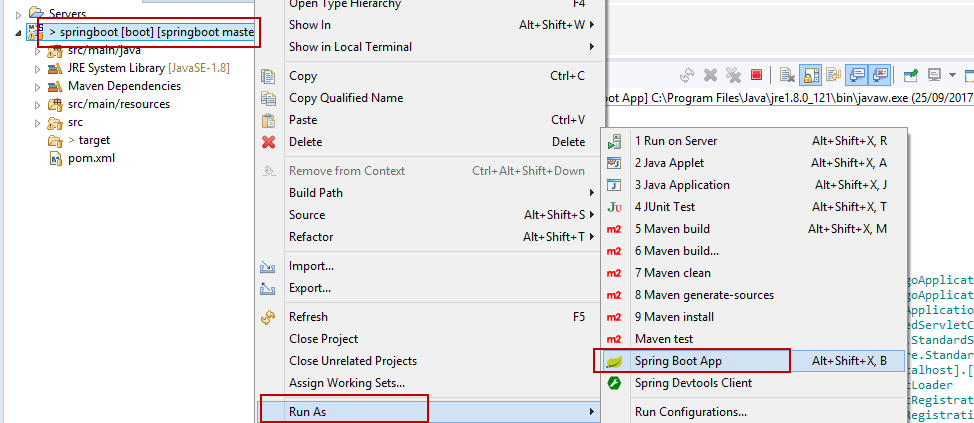 Servers
> springboot [boot] [springboot maste
src/main/java
JRE System Library [JavaSE-1.8]
Maven Dependencies
src/main/resources
src
> target
pom.xml
Open Type Hierarchy F4
Show In Alt+Shift+W
Show in Local Terminal
Copy Ctrl+C
Copy Qualified Name
Paste Ctrl+V
Delete Delete
Remove from Context Ctrl+Alt+Shift+Down
Build Path
Source Alt+Shift+S
Refactor Alt+Shift+T
Import...
Export...
Refresh F5
Close Project
Close Unrelated Projects
Assign Working Sets...
Run As
oot App] C:\Program Files\Java\jre1.8.0_121\bin\javaw.exe (25/09/2017
1 Run on Server Alt+Shift+X, R
2 Java Applet Alt+Shift+X, A
3 Java Application Alt+Shift+X, J
4 JUnit Test Alt+Shift+X, T
5 Maven build Alt+Shift+X, M
6 Maven build...
7 Maven clean
8 Maven generate-sources
9 Maven install
Maven test
Spring Boot App Alt+Shift+X, B
Spring Devtools Client
Run Configurations...
goApplicat
goApplicat
Applicatio
edServletC
.StandardS
re.Standar
calhost].[
tLoader
tRegistrat
Registrati